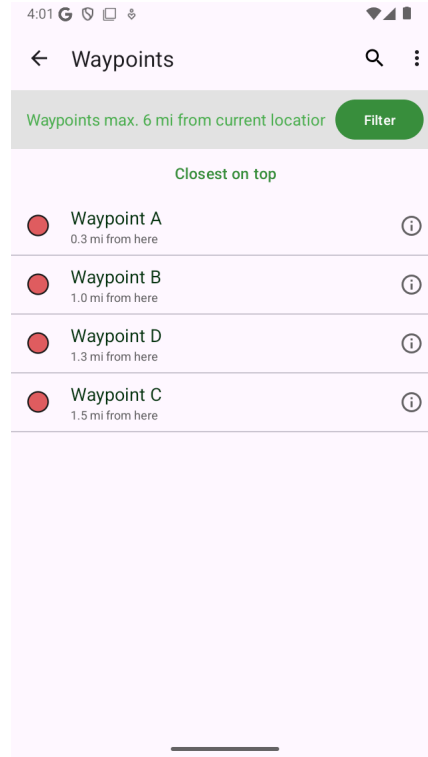 4:01
Waypoints
Waypoints max. 6 mi from current location
Filter
Closest on top
Waypoint A
0.3 mi from here
Waypoint B
1.0 mi from here
Waypoint D
1.3 mi from here
Waypoint C
1.5 mi from here